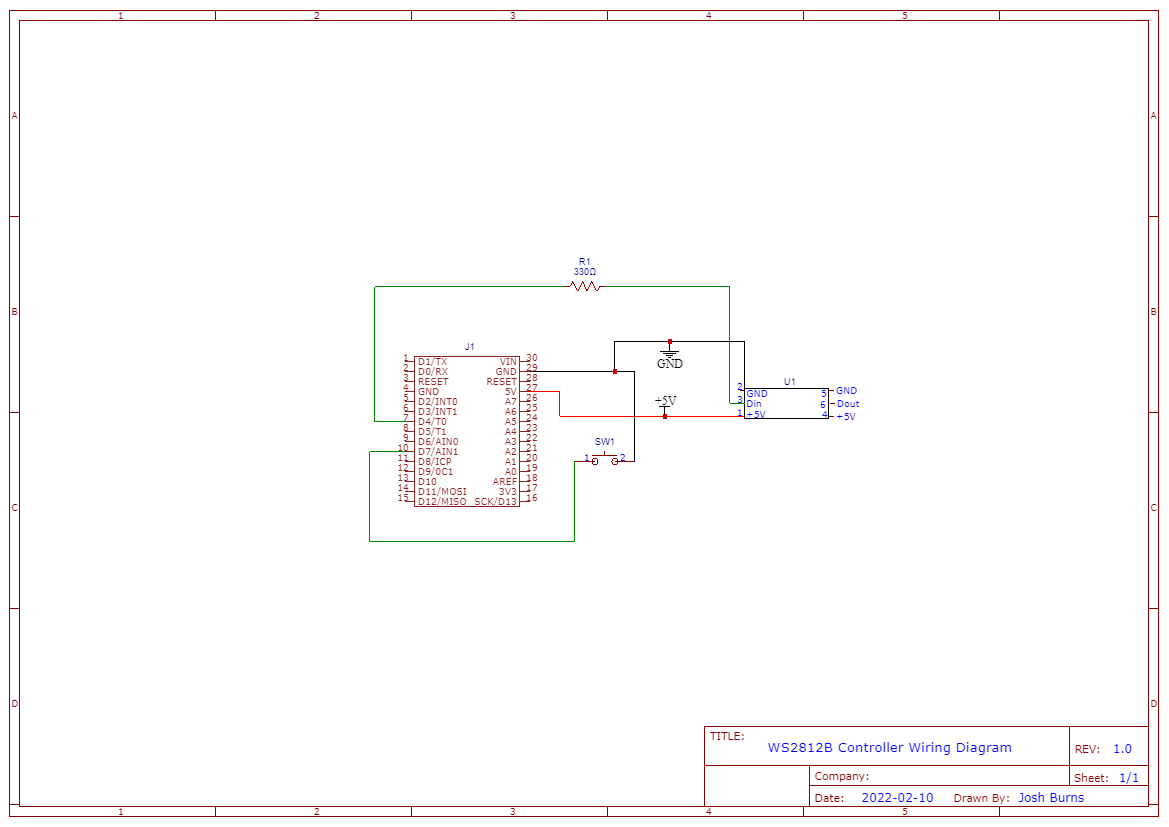 1 2 3 4 5
A A
R1
330Ω
B B
J1
GND
1 D1/TX VIN 30
2 D0/RX GND 29
3 RESET RESET 28
4 GND 5V 27
5 D2/INT0 A7 26
6 D3/INT1 A6 25
7 D4/T0 A5 24
8 D5/T1 A4 23
9 D6/AIN0 A3 22
10 D7/AIN1 A2 21
11 D8/ICP A1 20
12 D9/0C1 A0 19
13 D10 AREF 18
14 D11/MOSI 3V3 17
15 D12/MISO SCK/D13 16
+5V
U1
2 GND 5 GND
3 Din 6 Dout
1 +5V 4 +5V
SW1
1 2
C C
D D
TITLE:
WS2812B Controller Wiring Diagram
REV: 1.0
Company:
Sheet: 1/1
Date: 2022-02-10 Drawn By: Josh Burns
1 2 3 4 5